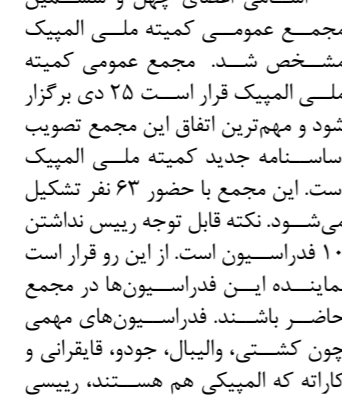 اسامی اعضای چهل و ششمین
مجمع عمومی کمیته ملی المپیک
مشخص شد. مجمع عمومی کمیته
ملی المپیک قرار است ۲۵ دی برگزار
شود و مهم‌ترین اتفاق این مجمع تصویب
اساسنامه جدید کمیته ملی المپیک
است. این مجمع با حضور ۶۳ نفر تشکیل
می‌شود. نکته قابل توجه رییس نداشتن
۱۰ فدراسیون است. از این رو قرار است
نماینده این فدراسیون‌ها در مجمع
حاضر باشند. فدراسیون‌های مهمی
چون کشتی، والیبال، جودو، قایقرانی و
کاراته که المپیکی هم هستند، رییسی